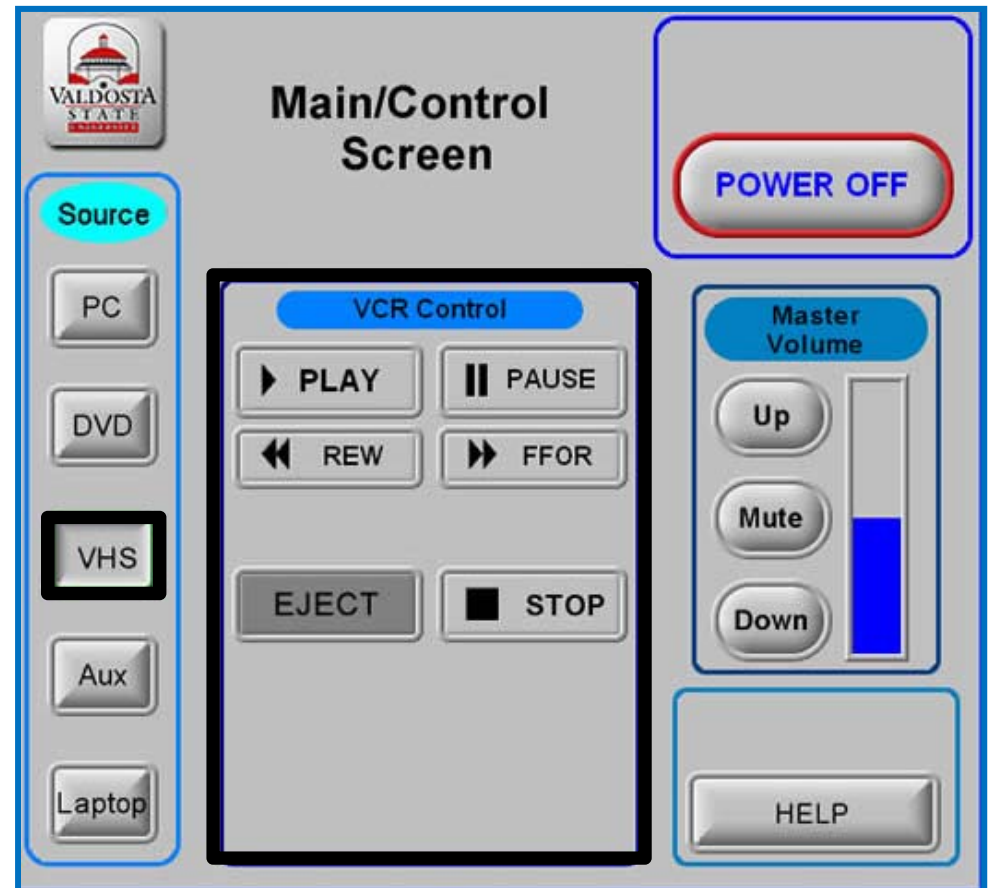 VALDOSTA
STATE
UNIVERSITY
Main/Control
Screen
POWER OFF
Source
PC
DVD
VHS
Aux
Laptop
VCR Control
PLAY
PAUSE
REW
FFOR
EJECT
STOP
Master
Volume
Up
Mute
Down
HELP